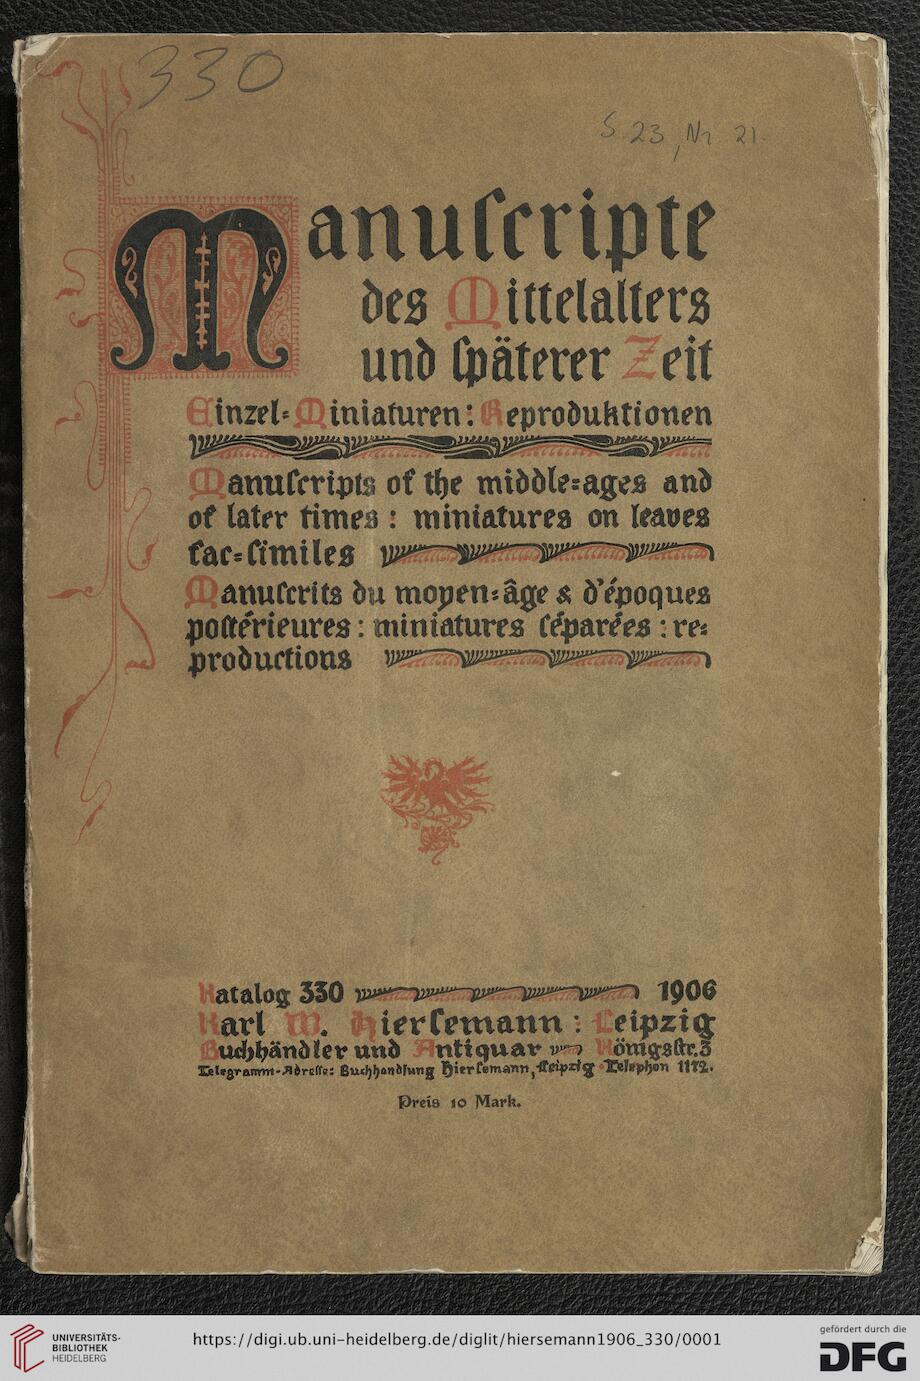 330
S 23, Nr 21.
Manuſcripte
des Mittelalters
und ſpäterer Zeit
Einzel=Miniaturen: Reproduktionen
Manuſcripts of the middle=ages and
of later times: miniatures on leaves
fac=ſimiles
Manuſcrits du moyen=âge & d'époques
poſtérieures: miniatures ſéparées: re=
productions
Katalog 330 1906
Karl W. Hierſemann: Leipzig
Buchhändler und Antiquar Königsſtr. 3
Telegramm-Adreſſe: Buchhandlung Hierſemann, Leipzig Telephon 1172.
Preis 10 Mark.
UNIVERSITÄTS-
BIBLIOTHEK
HEIDELBERG
https://digi.ub.uni-heidelberg.de/diglit/hiersemann1906_330/0001
gefördert durch die
DFG